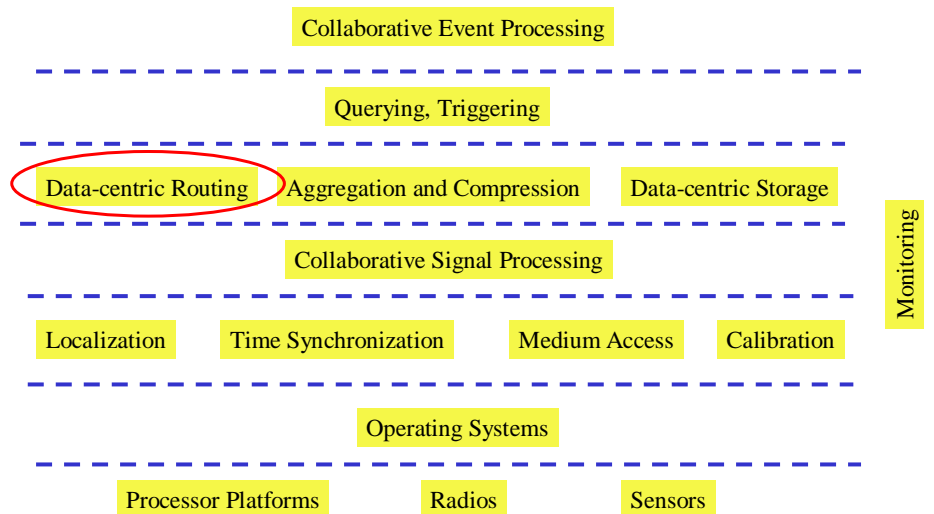 Collaborative Event Processing
Querying, Triggering
Data-centric Routing
Aggregation and Compression
Data-centric Storage
Collaborative Signal Processing
Monitoring
Localization
Time Synchronization
Medium Access
Calibration
Operating Systems
Processor Platforms
Radios
Sensors